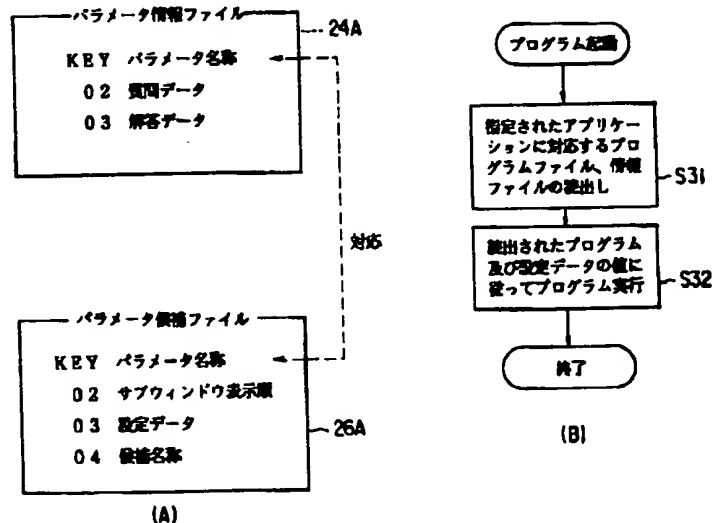 パラメータ情報ファイル
24A
KEY パラメータ名称
02 質問データ
03 解答データ
対応
パラメータ候補ファイル
KEY パラメータ名称
02 サブウィンドウ表示順
03 設定データ
04 候補名称
26A
(A)
プログラム起動
指定されたアプリケー
ションに対応するプロ
グラムファイル、情報
ファイルの読出し
S31
読出されたプログラム
及び設定データの値に
従ってプログラム実行
S32
終了
(B)